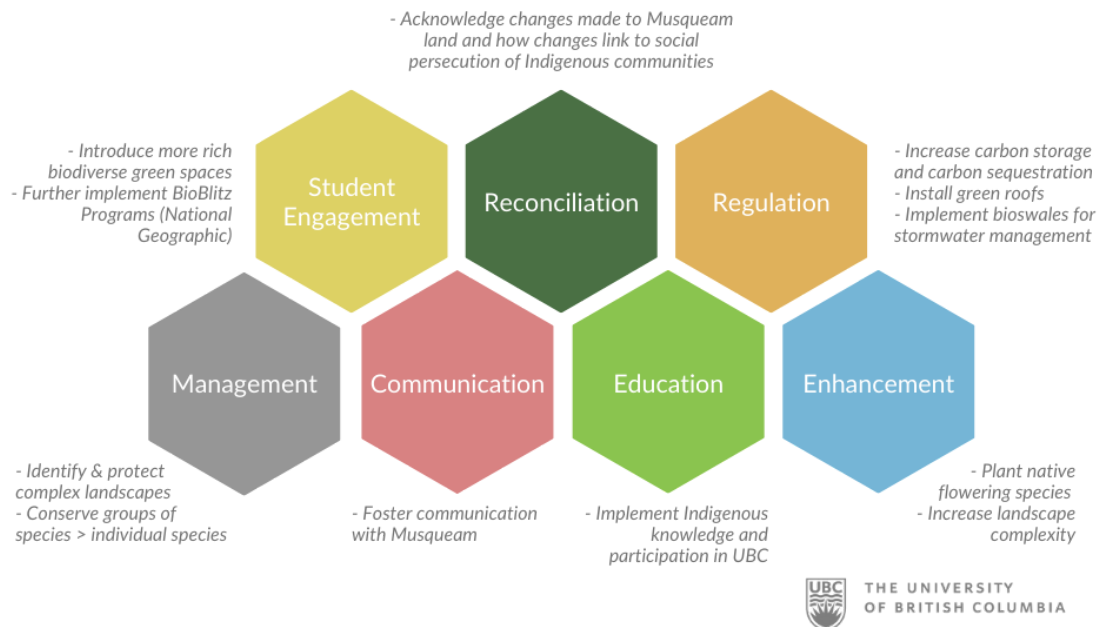 - Acknowledge changes made to Musqueam
land and how changes link to social
persecution of Indigenous communities
- Introduce more rich
biodiverse green spaces
- Further implement BioBlitz
Programs (National
Geographic)
Student
Engagement
Reconciliation
Regulation
- Increase carbon storage
and carbon sequestration
- Install green roofs
- Implement bioswales for
stormwater management
Management
Communication
Education
Enhancement
- Identify & protect
complex landscapes
- Conserve groups of
species > individual species
- Foster communication
with Musqueam
- Implement Indigenous
knowledge and
participation in UBC
- Plant native
flowering species
- Increase landscape
complexity
UBC
THE UNIVERSITY
OF BRITISH COLUMBIA